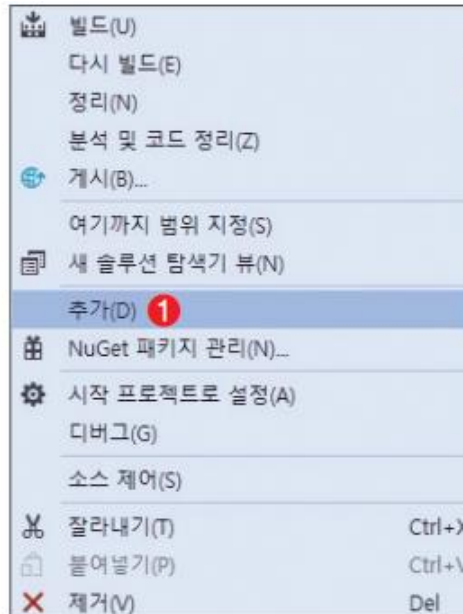 빌드(U)
다시 빌드(E)
정리(N)
분석 및 코드 정리(Z)
게시(B)...
여기까지 범위 지정(S)
새 솔루션 탐색기 뷰(N)
추가(D) 1
NuGet 패키지 관리(N)...
시작 프로젝트로 설정(A)
디버그(G)
소스 제어(S)
잘라내기(T) Ctrl+X
붙여넣기(P) Ctrl+V
제거(V) Del